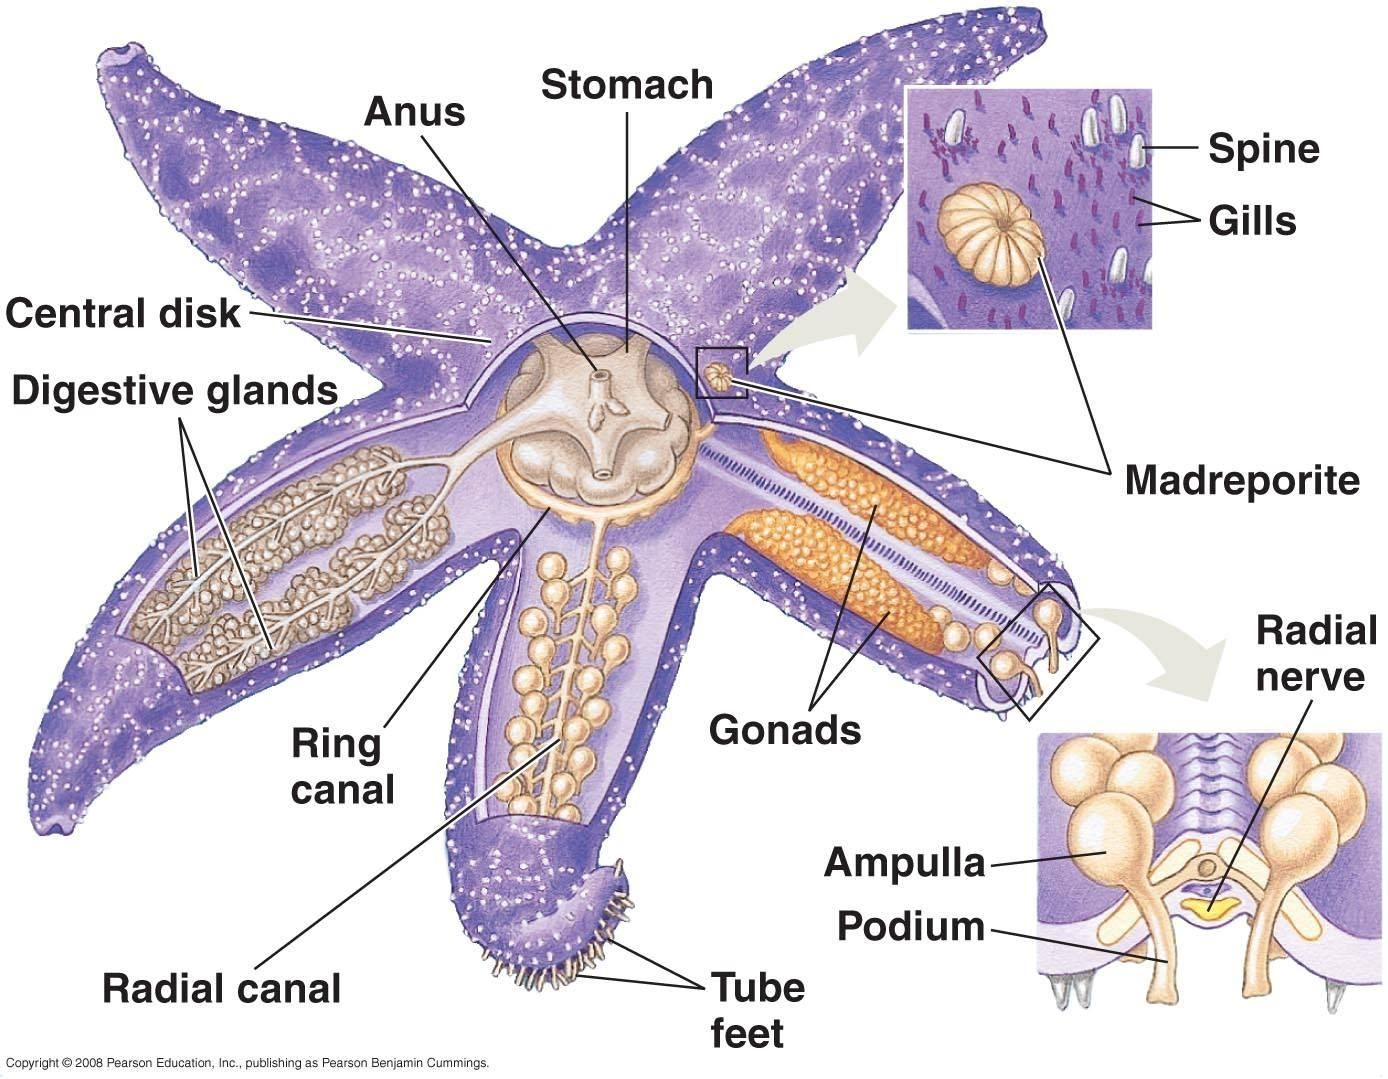 Stomach
Anus
Spine
Gills
Central disk
Digestive glands
Madreporite
Radial
nerve
Gonads
Ring
canal
Ampulla
Podium
Radial canal
Tube
feet
Copyright © 2008 Pearson Education, Inc., publishing as Pearson Benjamin Cummings.